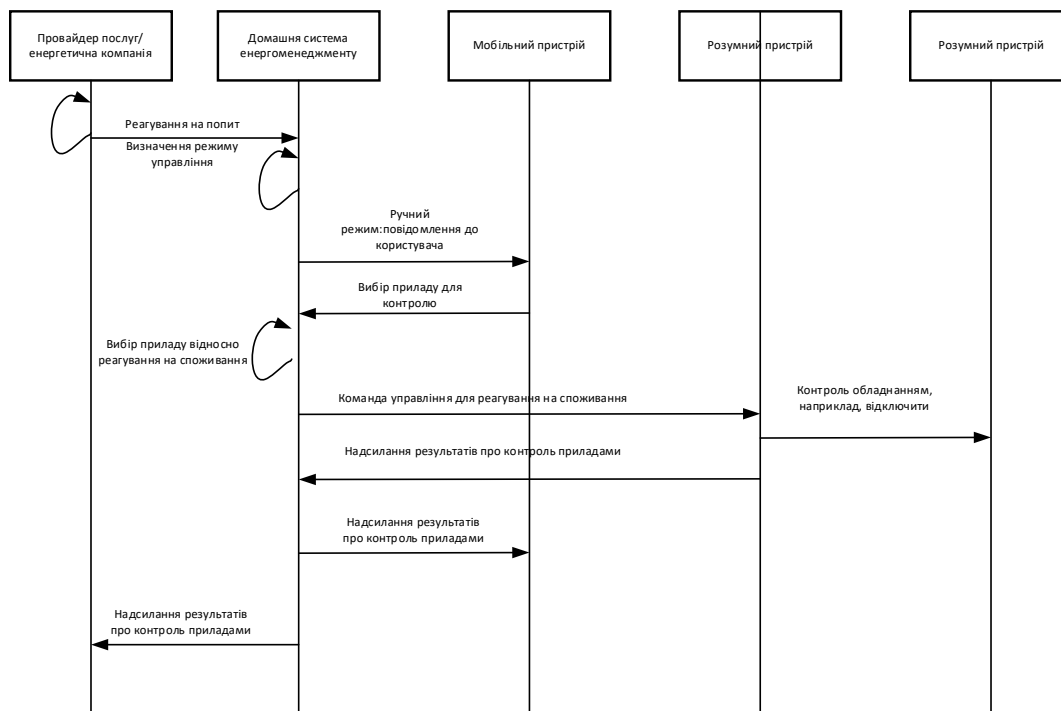 Провайдер послуг/
енергетична компанія
Домашня система
енергоменеджменту
Мобільний пристрій
Розумний пристрій
Розумний пристрій
Реагування на попит
Визначення режиму
управління
Ручний
режим:повідомлення до
користувача
Вибір приладу для
контролю
Вибір приладу відносно
реагування на споживання
Команда управління для реагування на споживання
Контроль обладнанням,
наприклад, відключити
Надсилання результатів про контроль приладами
Надсилання результатів
про контроль приладами
Надсилання результатів
про контроль приладами